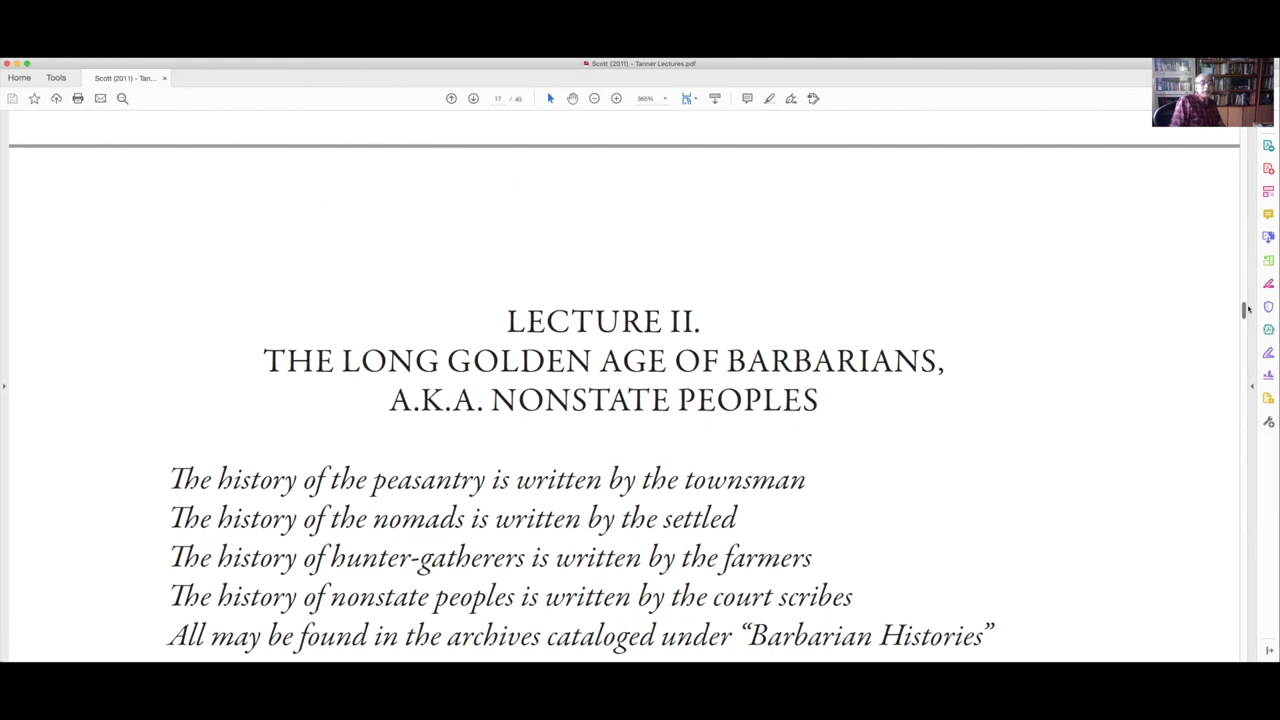 Scott (2011) - Tanner Lectures.pdf
Home Tools Scott (2011) - Tan... ×
17 / 45 365%
LECTURE II.
THE LONG GOLDEN AGE OF BARBARIANS,
A.K.A. NONSTATE PEOPLES
The history of the peasantry is written by the townsman
The history of the nomads is written by the settled
The history of hunter-gatherers is written by the farmers
The history of nonstate peoples is written by the court scribes
All may be found in the archives cataloged under “Barbarian Histories”